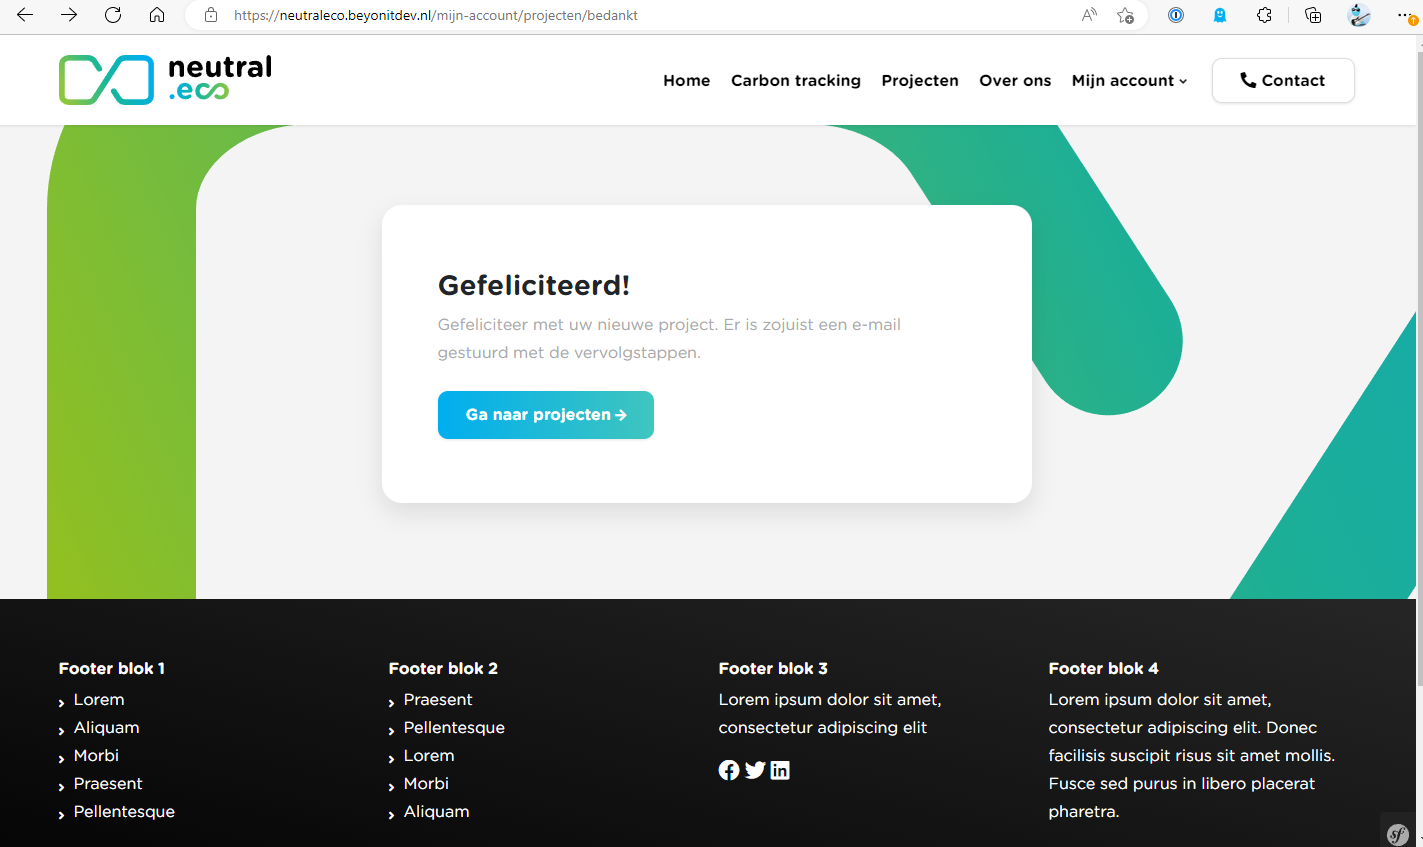 https://neutraleco.beyonitdev.nl/mijn-account/projecten/bedankt
neutral
.eco
Home Carbon tracking Projecten Over ons Mijn account Contact
Gefeliciteerd!
Gefeliciteer met uw nieuwe project. Er is zojuist een e-mail
gestuurd met de vervolgstappen.
Ga naar projecten
Footer blok 1
Lorem
Aliquam
Morbi
Praesent
Pellentesque
Footer blok 2
Praesent
Pellentesque
Lorem
Morbi
Aliquam
Footer blok 3
Lorem ipsum dolor sit amet,
consectetur adipiscing elit
Footer blok 4
Lorem ipsum dolor sit amet,
consectetur adipiscing elit. Donec
facilisis suscipit risus sit amet mollis.
Fusce sed purus in libero placerat
pharetra.
sf